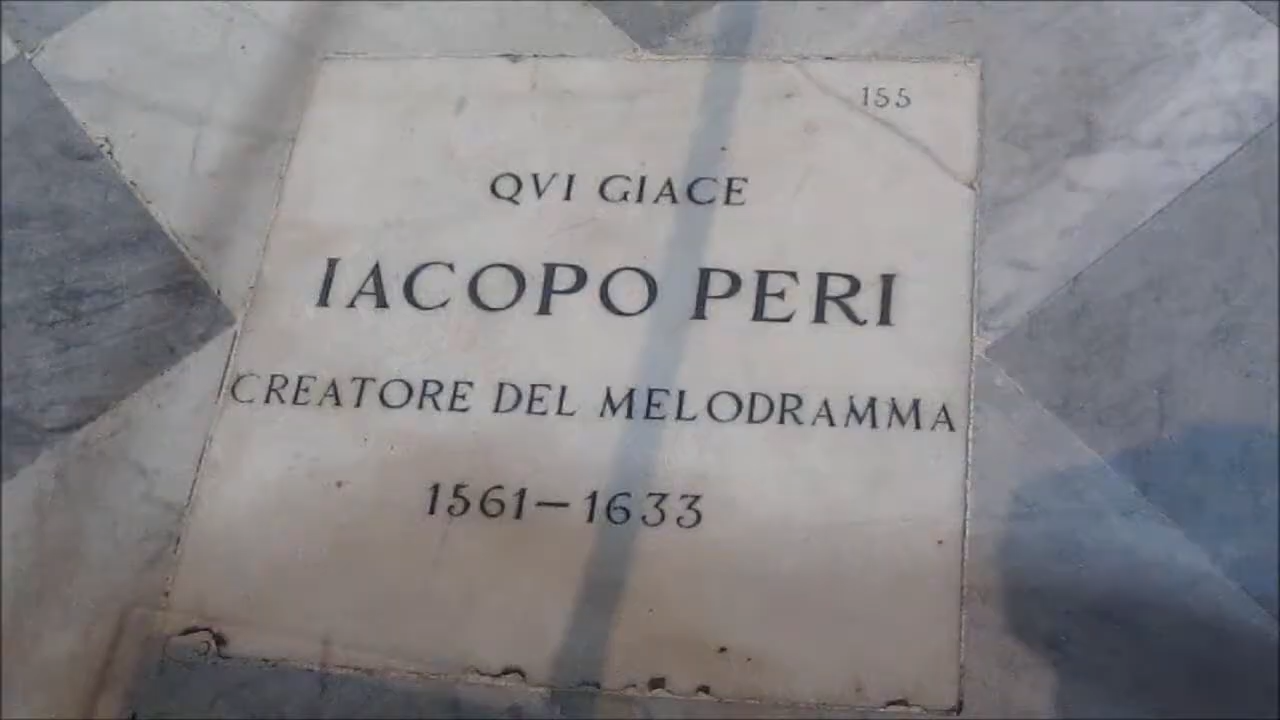 155
QVI GIACE
IACOPO PERI
CREATORE DEL MELODRAMMA
1561–1633